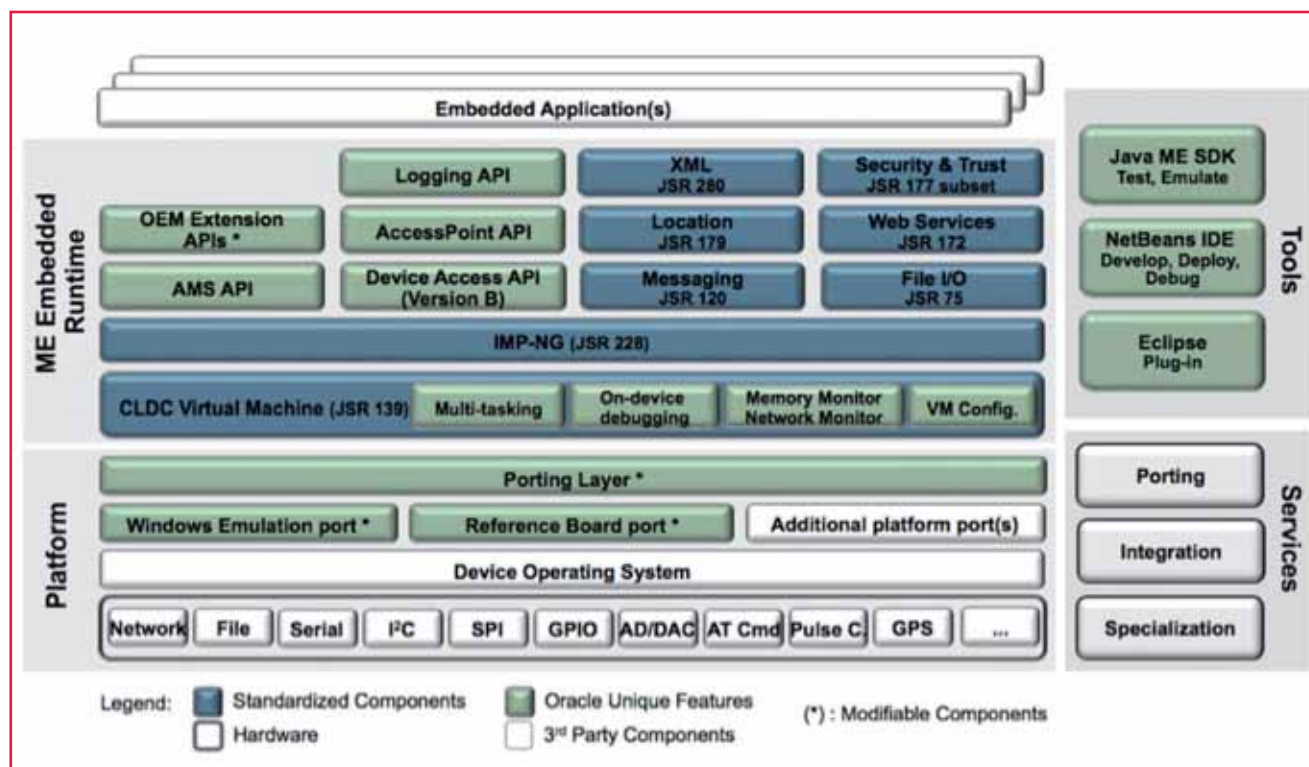 Embedded Application(s)
ME Embedded
Runtime
Logging API
XML
JSR 280
Security & Trust
JSR 177 subset
OEM Extension
APIs *
AccessPoint API
Location
JSR 179
Web Services
JSR 172
AMS API
Device Access API
(Version B)
Messaging
JSR 120
File I/O
JSR 75
IMP-NG (JSR 228)
CLDC Virtual Machine (JSR 139)
Multi-tasking
On-device
debugging
Memory Monitor
Network Monitor
VM Config.
Platform
Porting Layer *
Windows Emulation port *
Reference Board port *
Additional platform port(s)
Device Operating System
Network
File
Serial
I²C
SPI
GPIO
AD/DAC
AT Cmd
Pulse C.
GPS
...
Tools
Java ME SDK
Test, Emulate
NetBeans IDE
Develop, Deploy,
Debug
Eclipse
Plug-in
Services
Porting
Integration
Specialization
Legend:
Standardized Components
Oracle Unique Features
(*) : Modifiable Components
Hardware
3rd Party Components